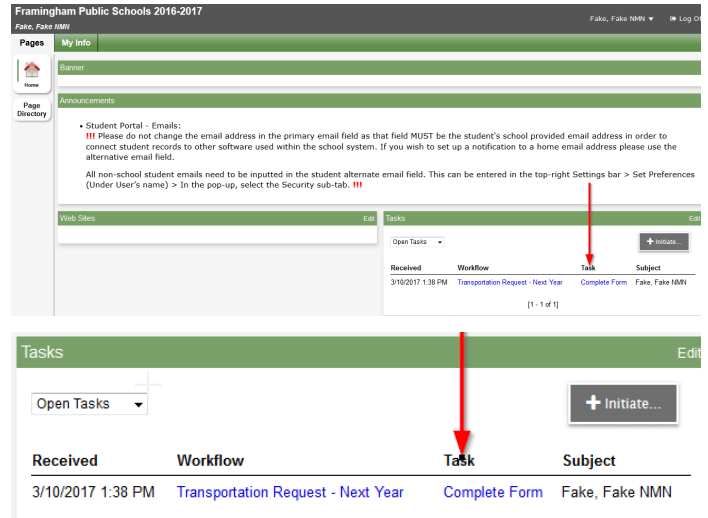 Framingham Public Schools 2016-2017
Fake, Fake NMN
Fake, Fake NMN
Log Of
Pages
My Info
Home
Page
Directory
Banner
Announcements
• Student Portal - Emails:
!!! Please do not change the email address in the primary email field as that field MUST be the student's school provided email address in order to
connect student records to other software used within the school system. If you wish to set up a notification to a home email address please use the
alternative email field.
All non-school student emails need to be inputted in the student alternate email field. This can be entered in the top-right Settings bar > Set Preferences
(Under User's name) > In the pop-up, select the Security sub-tab. !!!
Web Sites Edit
Tasks Edit
Open Tasks
+ Initiate...
Received Workflow Task Subject
3/10/2017 1:38 PM Transportation Request - Next Year Complete Form Fake, Fake NMN
[1 - 1 of 1]
Tasks Edit
Open Tasks
+ Initiate...
Received Workflow Task Subject
3/10/2017 1:38 PM Transportation Request - Next Year Complete Form Fake, Fake NMN